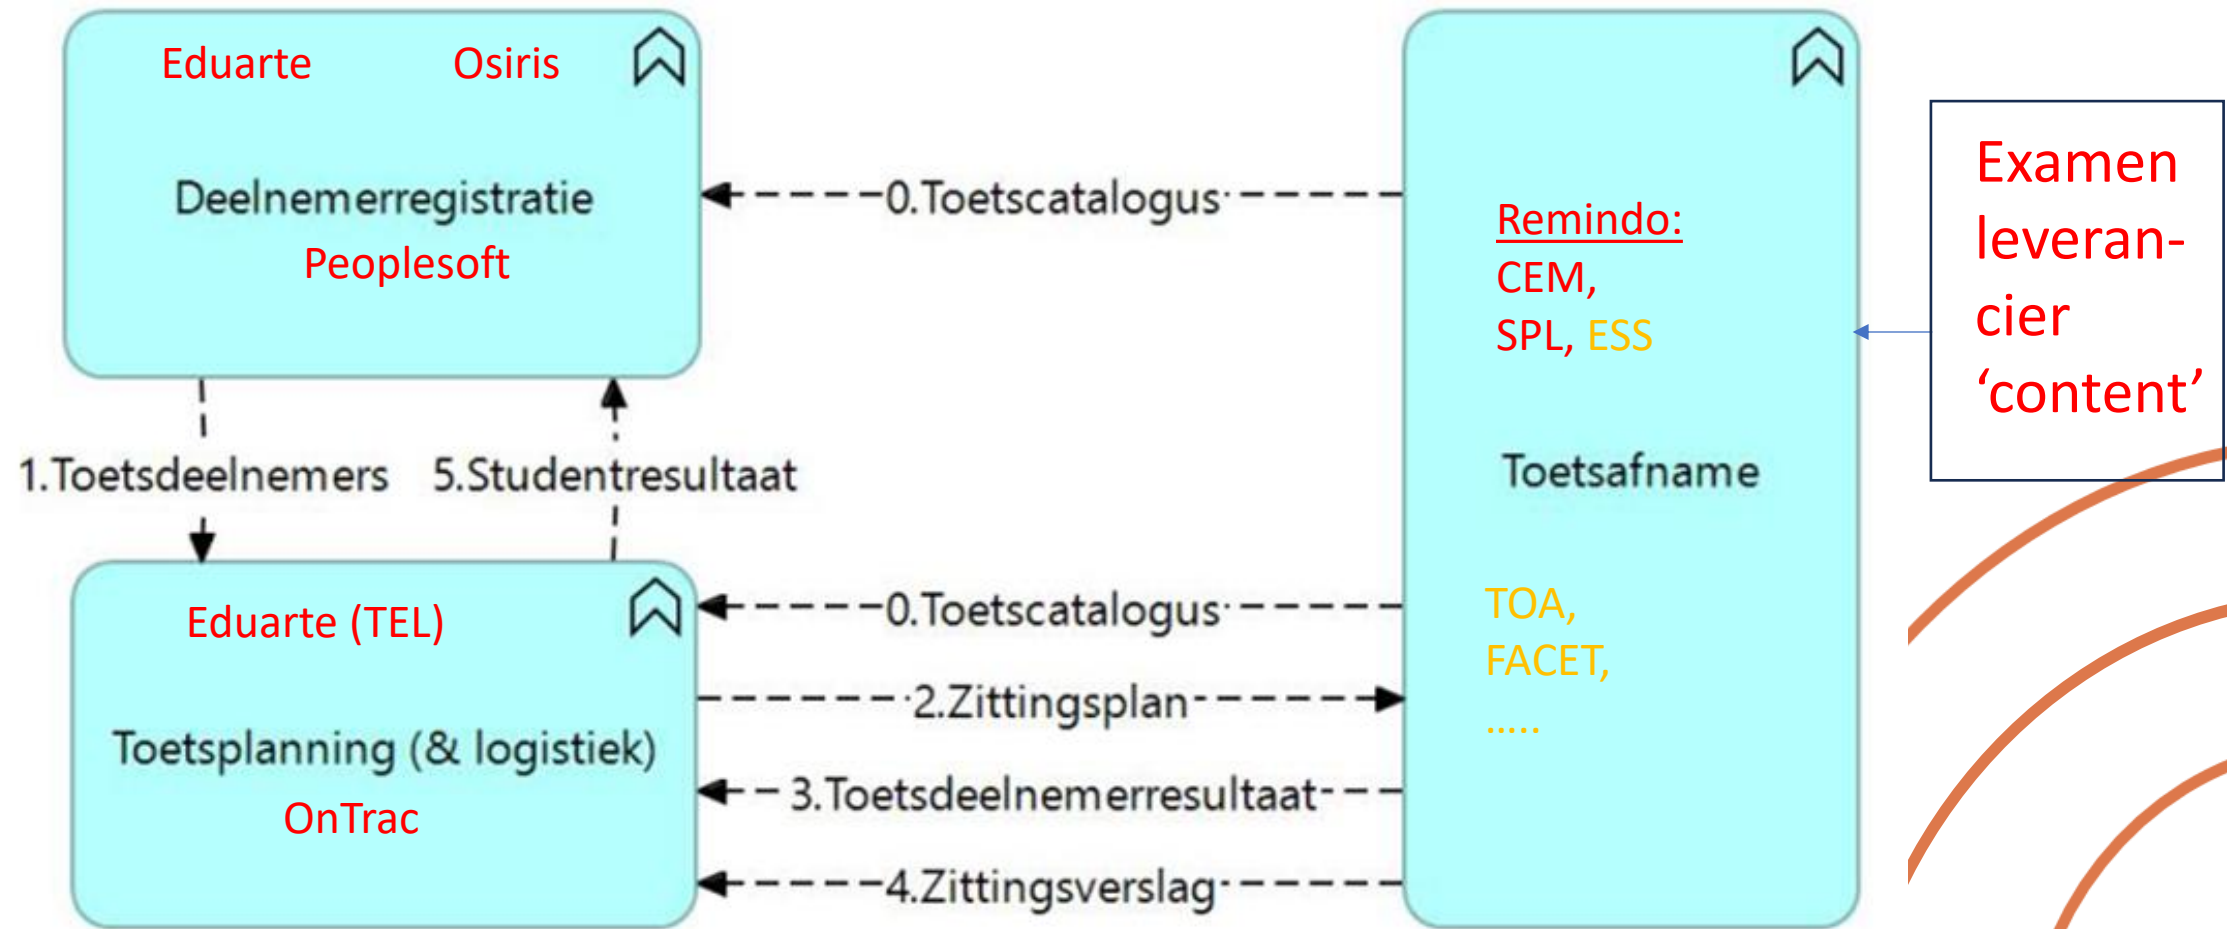 Eduarte
Osiris
Deelnemerregistratie
Peoplesoft
0.Toetscatalogus
Remindo:
CEM,
SPL, ESS
Toetsafname
TOA,
FACET,
.....
Examen
leveran-
cier
‘content’
1.Toetsdeelnemers
5.Studentresultaat
Eduarte (TEL)
Toetsplanning (& logistiek)
OnTrac
0.Toetscatalogus
2.Zittingsplan
3.Toetsdeelnemerresultaat
4.Zittingsverslag